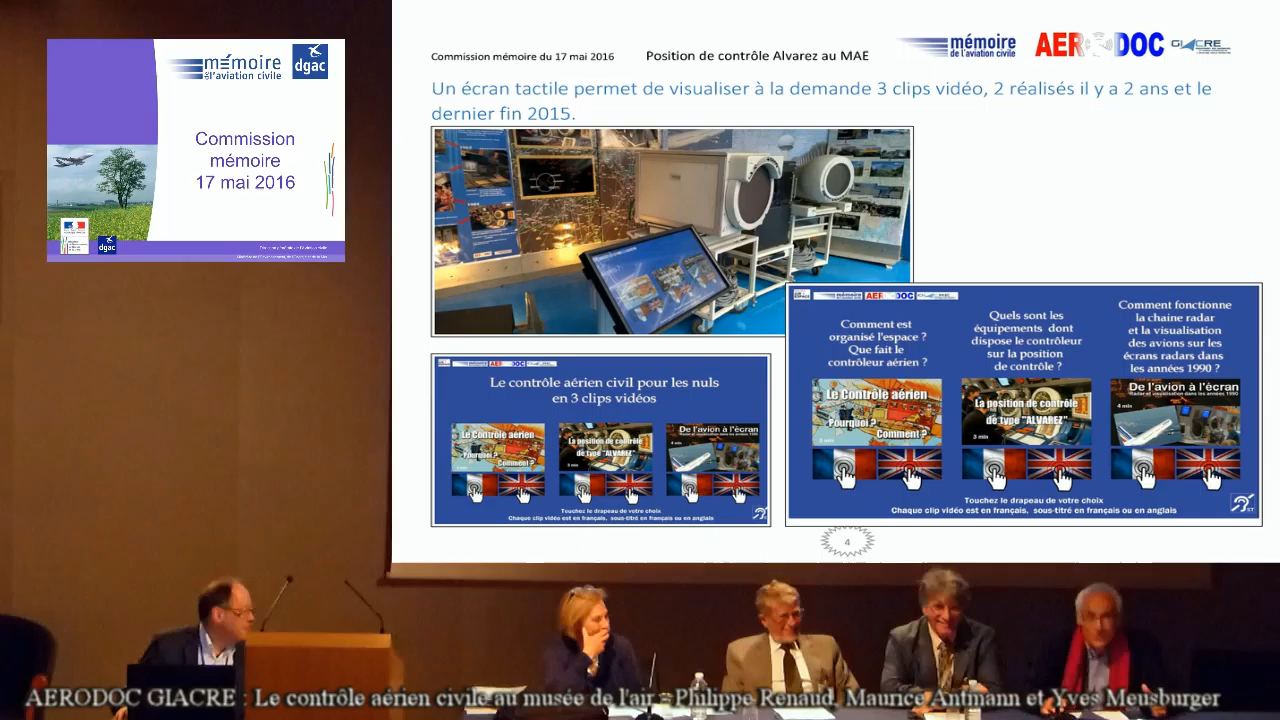 mémoire
de l'aviation civile
dgac
Commission
mémoire
17 mai 2016
dgac
Commission mémoire du 17 mai 2016
Position de contrôle Alvarez au MAE
mémoire
de l'aviation civile
AERODOC
GIACRE
Un écran tactile permet de visualiser à la demande 3 clips vidéo, 2 réalisés il y a 2 ans et le
dernier fin 2015.
Le contrôle aérien civil pour les nuls
en 3 clips vidéos
Le Contrôle aérien
Pourquoi ?
Comment ?
La position de contrôle
de type "ALVAREZ"
3 min
De l'avion à l'écran
Touchez le drapeau de votre choix
Chaque clip vidéo est en français, sous-titré en français ou en anglais
mémoire
AERODOC
Comment est
organisé l'espace ?
Que fait le
contrôleur aérien ?
Quels sont les
équipements dont
dispose le contrôleur
sur la position
de contrôle ?
Comment fonctionne
la chaine radar
et la visualisation
des avions sur les
écrans radars dans
les années 1990 ?
Le Contrôle aérien
Pourquoi ?
Comment ?
La position de contrôle
de type "ALVAREZ"
3 min
De l'avion à l'écran
Radar et visualisation dans les années 1990
4 min
Touchez le drapeau de votre choix
Chaque clip vidéo est en français, sous-titré en français ou en anglais
ST
4
AERODOC GIACRE : Le contrôle aérien civile au musée de l'air - Philippe Renaud, Maurice Antmann et Yves Meusburger